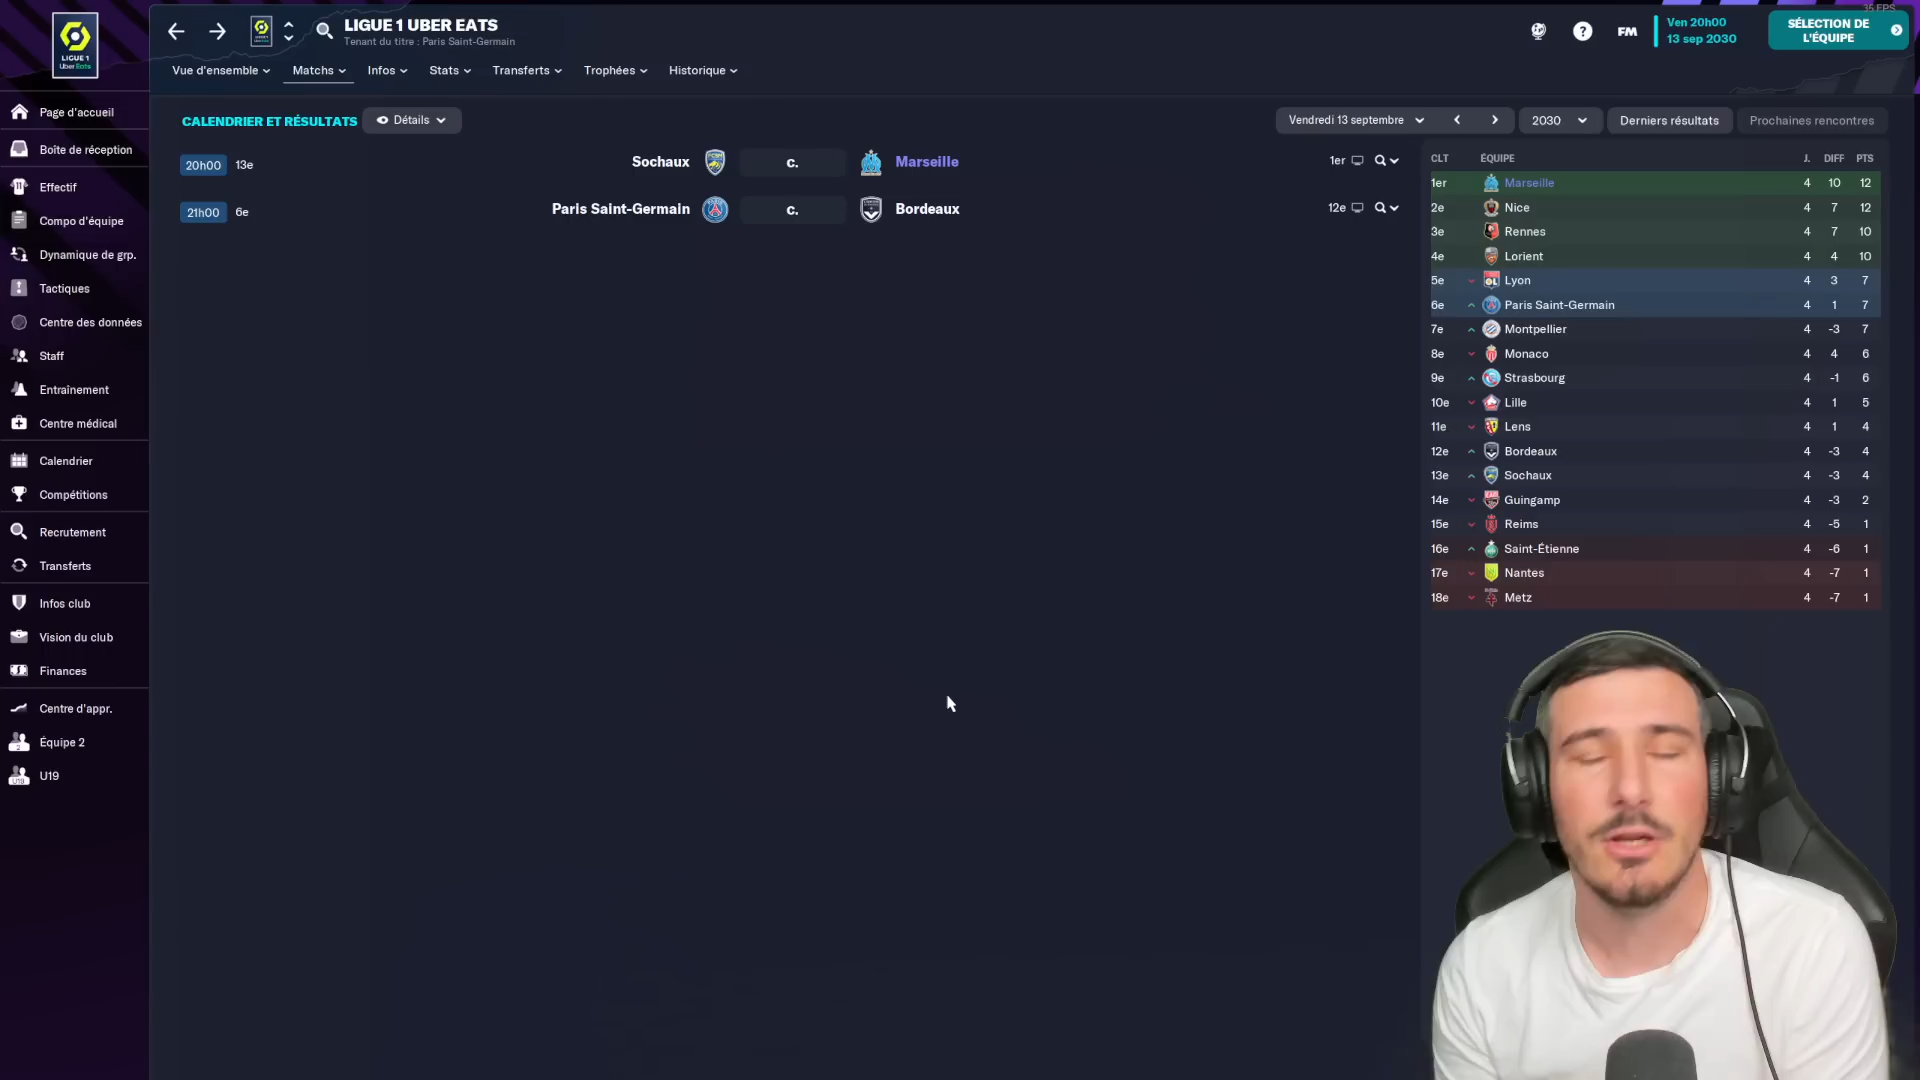 35 FPS
LIGUE 1 UBER EATS
Tenant du titre : Paris Saint-Germain
FM
Ven 20h00
13 sep 2030
SÉLECTION DE
L'ÉQUIPE
LIGUE 1
Uber Eats
Vue d'ensemble
Matchs
Infos
Stats
Transferts
Trophées
Historique
Page d'accueil
Boîte de réception
Effectif
Compo d'équipe
Dynamique de grp.
Tactiques
Centre des données
Staff
Entraînement
Centre médical
Calendrier
Compétitions
Recrutement
Transferts
Infos club
Vision du club
Finances
Centre d'appr.
Équipe 2
U19
CALENDRIER ET RÉSULTATS
Détails
Vendredi 13 septembre
2030
Derniers résultats
Prochaines rencontres
20h00 13e Sochaux c. Marseille 1er
21h00 6e Paris Saint-Germain c. Bordeaux 12e
CLT ÉQUIPE J. DIFF PTS
1er Marseille 4 10 12
2e Nice 4 7 12
3e Rennes 4 7 10
4e Lorient 4 4 10
5e Lyon 4 3 7
6e Paris Saint-Germain 4 1 7
7e Montpellier 4 -3 7
8e Monaco 4 4 6
9e Strasbourg 4 -1 6
10e Lille 4 1 5
11e Lens 4 1 4
12e Bordeaux 4 -3 4
13e Sochaux 4 -3 4
14e Guingamp 4 -3 2
15e Reims 4 -5 1
16e Saint-Étienne 4 -6 1
17e Nantes 4 -7 1
18e Metz 4 -7 1